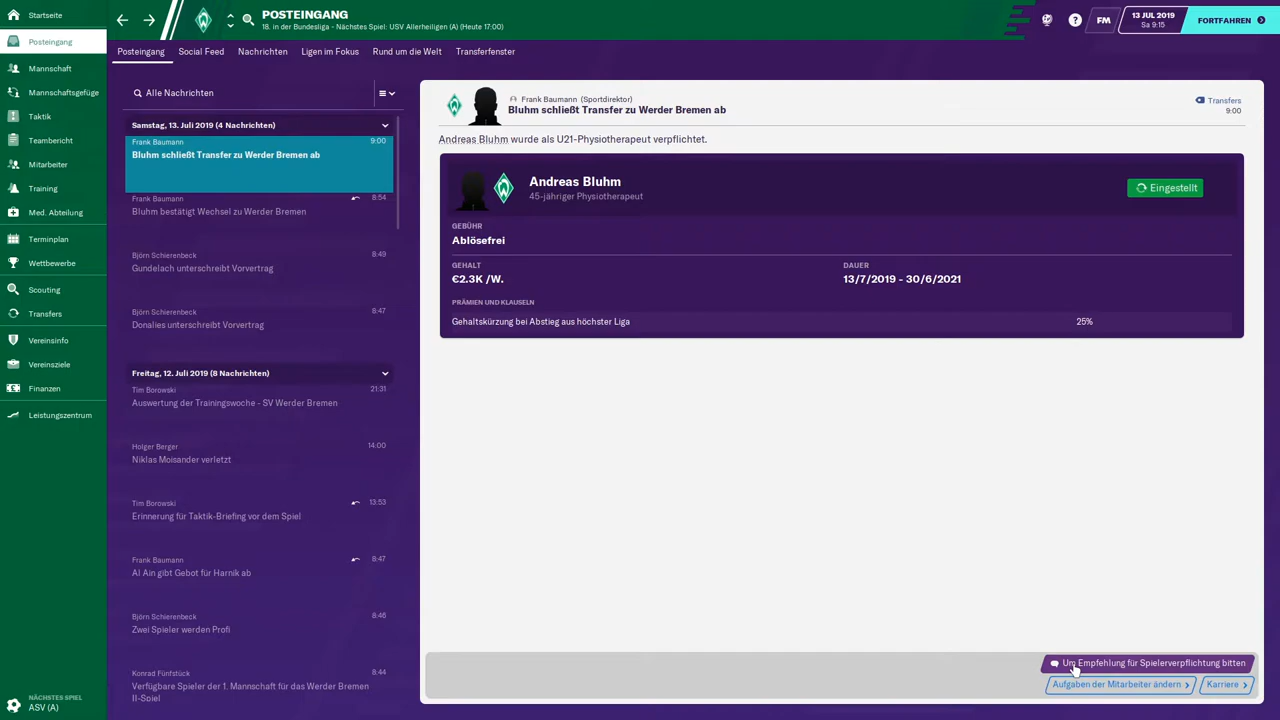 Startseite
Posteingang
Mannschaft
Mannschaftsgefüge
Taktik
Teambericht
Mitarbeiter
Training
Med. Abteilung
Terminplan
Wettbewerbe
Scouting
Transfers
Vereinsinfo
Vereinsziele
Finanzen
Leistungszentrum
NÄCHSTES SPIEL
ASV (A)
POSTEINGANG
18. in der Bundesliga - Nächstes Spiel: USV Allerheiligen (A) (Heute 17:00)
?
FM
13 JUL 2019
Sa 9:15
FORTFAHREN
Posteingang Social Feed Nachrichten Ligen im Fokus Rund um die Welt Transferfenster
Alle Nachrichten
Samstag, 13. Juli 2019 (4 Nachrichten)
Frank Baumann 9:00
Bluhm schließt Transfer zu Werder Bremen ab
Frank Baumann 8:54
Bluhm bestätigt Wechsel zu Werder Bremen
Björn Schierenbeck 8:49
Gundelach unterschreibt Vorvertrag
Björn Schierenbeck 8:47
Donalies unterschreibt Vorvertrag
Freitag, 12. Juli 2019 (8 Nachrichten)
Tim Borowski 21:31
Auswertung der Trainingswoche - SV Werder Bremen
Holger Berger 14:00
Niklas Moisander verletzt
Tim Borowski 13:53
Erinnerung für Taktik-Briefing vor dem Spiel
Frank Baumann 8:47
Al Ain gibt Gebot für Harnik ab
Björn Schierenbeck 8:46
Zwei Spieler werden Profi
Konrad Fünfstück 8:44
Verfügbare Spieler der 1. Mannschaft für das Werder Bremen
II-Spiel
Frank Baumann (Sportdirektor)
Bluhm schließt Transfer zu Werder Bremen ab
Transfers
9:00
Andreas Bluhm wurde als U21-Physiotherapeut verpflichtet.
Andreas Bluhm
45-jähriger Physiotherapeut
Eingestellt
GEBÜHR
Ablösefrei
GEHALT DAUER
€2.3K /W. 13/7/2019 - 30/6/2021
PRÄMIEN UND KLAUSELN
Gehaltskürzung bei Abstieg aus höchster Liga 25%
Um Empfehlung für Spielerverpflichtung bitten
Aufgaben der Mitarbeiter ändern Karriere